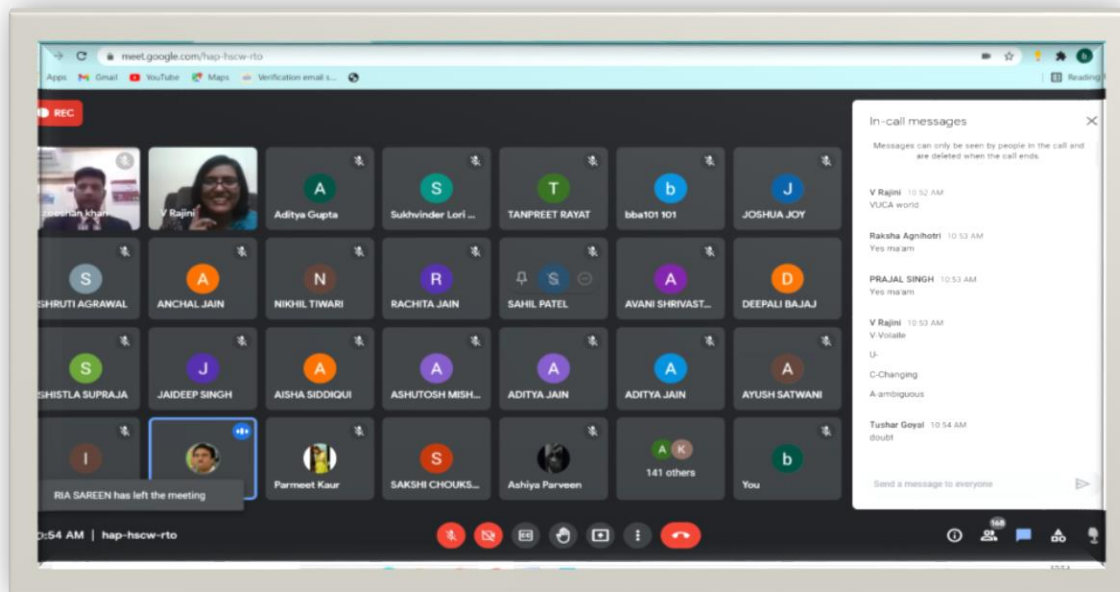 meet.google.com/hap-hscw-rto
Apps Gmail YouTube Maps Verification email s...
Reading
REC
zeeshan khan
V Rajini
A
Aditya Gupta
S
Sukhvinder Lori ...
T
TANPREET RAYAT
b
bba101 101
J
JOSHUA JOY
S
SHRUTI AGRAWAL
A
ANCHAL JAIN
N
NIKHIL TIWARI
R
RACHITA JAIN
S
SAHIL PATEL
A
AVANI SHRIVAST...
D
DEEPALI BAJAJ
S
SHISTLA SUPRAJA
J
JAIDEEP SINGH
A
AISHA SIDDIQUI
A
ASHUTOSH MISH...
A
ADITYA JAIN
A
ADITYA JAIN
A
AYUSH SATWANI
I
RIA SAREEN has left the meeting
Parmeet Kaur
S
SAKSHI CHOUKS...
Ashiya Parveen
A K
141 others
b
You
:54 AM | hap-hscw-rto
168
In-call messages
Messages can only be seen by people in the call and
are deleted when the call ends.
V Rajini 10:52 AM
VUCA world
Raksha Agnihotri 10:53 AM
Yes ma'am
PRAJAL SINGH 10:53 AM
Yes ma'am
V Rajini 10:53 AM
V-Volaile
U-
C-Changing
A-ambiguous
Tushar Goyal 10:54 AM
doubt
Send a message to everyone